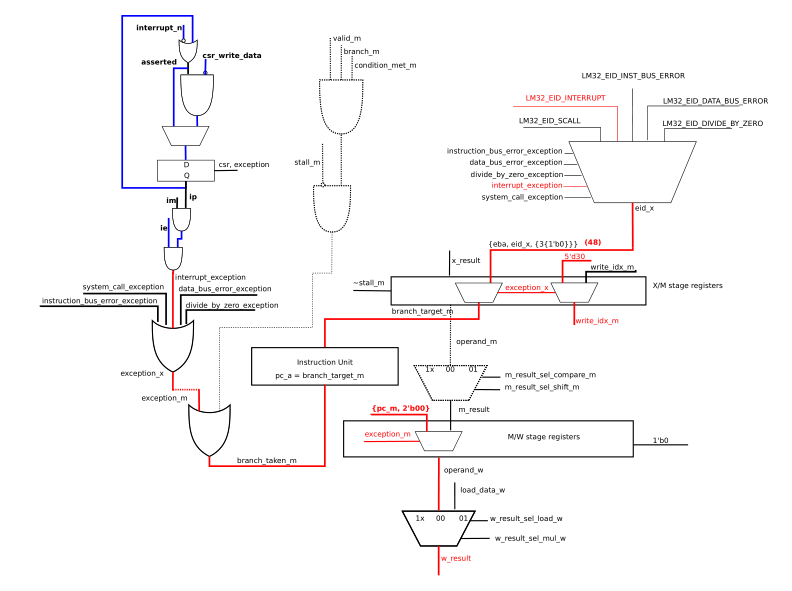 interrupt_n
asserted
csr_write_data
D
Q
csr, exception
im
ip
ie
interrupt_exception
system_call_exception
data_bus_error_exception
instruction_bus_error_exception
divide_by_zero_exception
exception_x
exception_m
branch_taken_m
valid_m
branch_m
condition_met_m
stall_m
Instruction Unit
pc_a = branch_target_m
LM32_EID_INST_BUS_ERROR
LM32_EID_INTERRUPT
LM32_EID_DATA_BUS_ERROR
LM32_EID_SCALL
LM32_EID_DIVIDE_BY_ZERO
instruction_bus_error_exception
data_bus_error_exception
divide_by_zero_exception
interrupt_exception
system_call_exception
eid_x
{eba, eid_x, {3{1'b0}}} (48)
x_result
5'd30
write_idx_m
~stall_m
exception_x
X/M stage registers
branch_target_m
write_idx_m
operand_m
1x 00 01
m_result_sel_compare_m
m_result_sel_shift_m
{pc_m, 2'b00}
m_result
exception_m
M/W stage registers
1'b0
operand_w
load_data_w
1x 00 01
w_result_sel_load_w
w_result_sel_mul_w
w_result